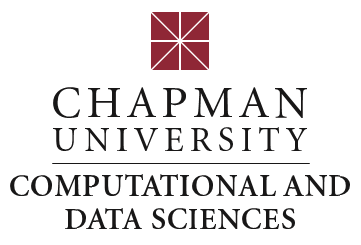 CHAPMAN
UNIVERSITY
COMPUTATIONAL AND
DATA SCIENCES